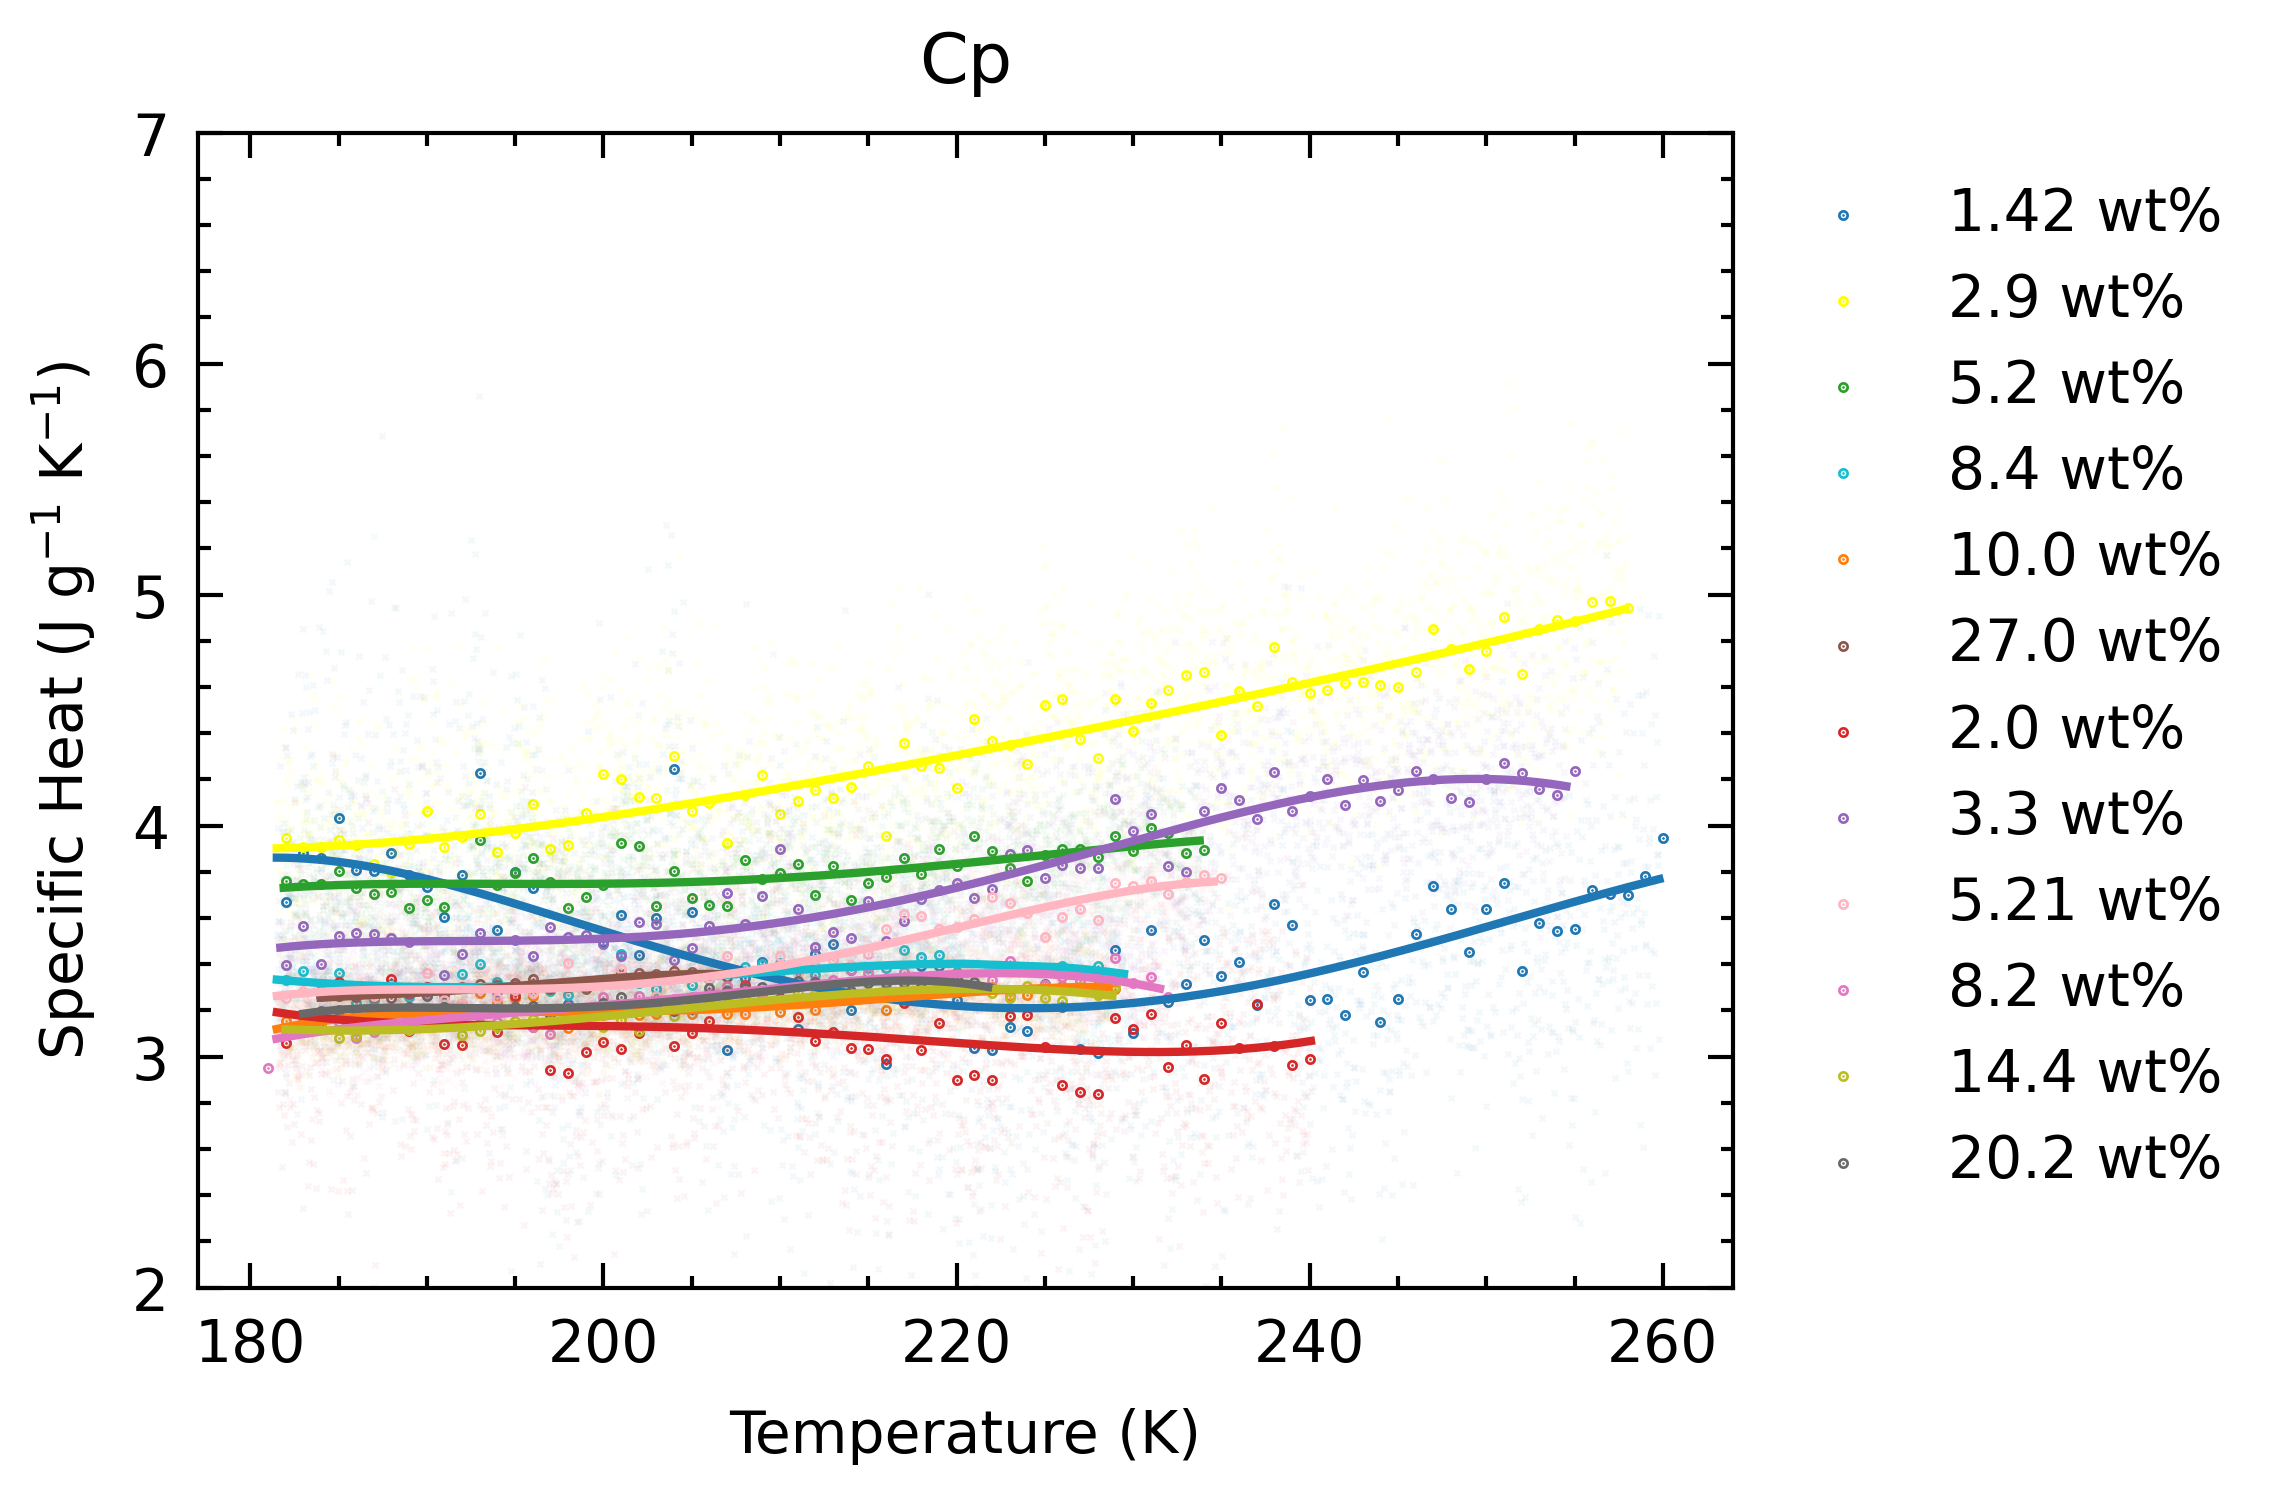 Cp
Specific Heat (J g⁻¹ K⁻¹)
7
6
5
4
3
2
180 200 220 240 260
Temperature (K)
1.42 wt%
2.9 wt%
5.2 wt%
8.4 wt%
10.0 wt%
27.0 wt%
2.0 wt%
3.3 wt%
5.21 wt%
8.2 wt%
14.4 wt%
20.2 wt%